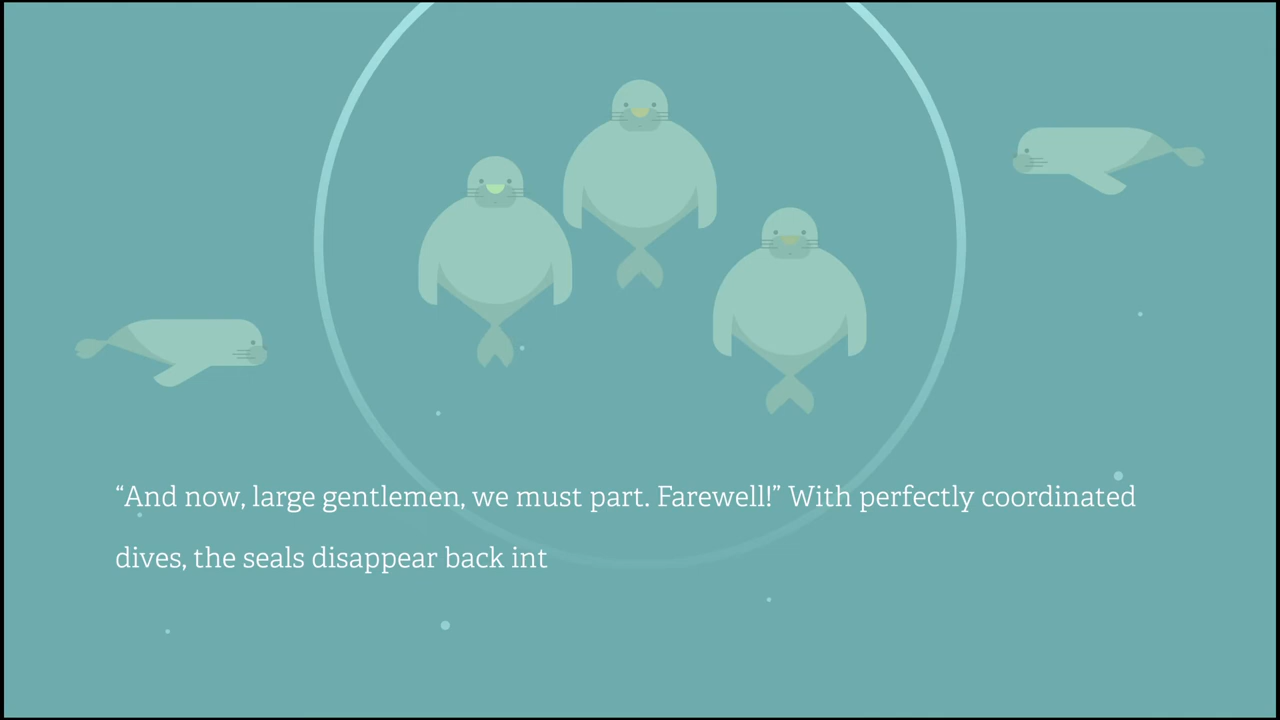 “And now, large gentlemen, we must part. Farewell!” With perfectly coordinated
dives, the seals disappear back int